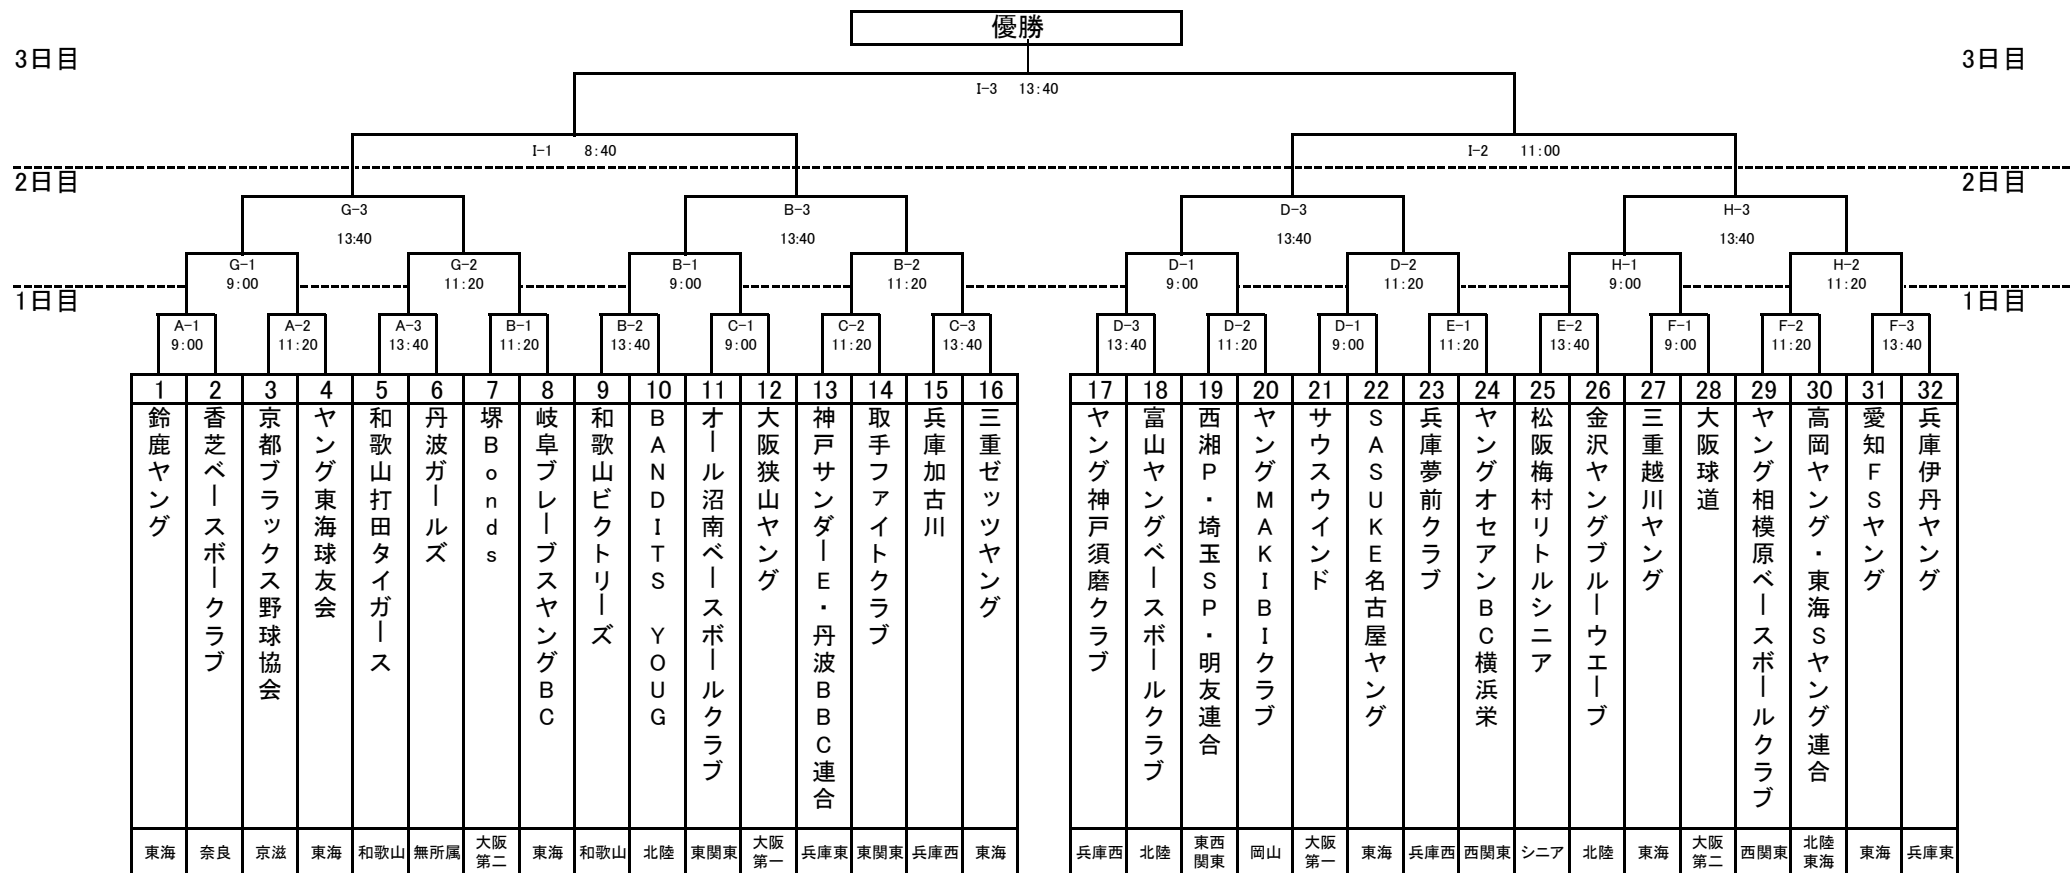 優勝
3日目
3日目
I-3 13:40
I-1 8:40
I-2 11:00
2日目
2日目
G-3
13:40
B-3
13:40
D-3
13:40
H-3
13:40
G-1
9:00
G-2
11:20
B-1
9:00
B-2
11:20
D-1
9:00
D-2
11:20
H-1
9:00
H-2
11:20
1日目
1日目
A-1
9:00
A-2
11:20
A-3
13:40
B-1
11:20
B-2
13:40
C-1
9:00
C-2
11:20
C-3
13:40
D-3
13:40
D-2
11:20
D-1
9:00
E-1
11:20
E-2
13:40
F-1
9:00
F-2
11:20
F-3
13:40
1
鈴鹿ヤング
東海
2
香芝ベースボークラブ
奈良
3
京都ブラックス野球協会
京滋
4
ヤング東海球友会
東海
5
和歌山打田タイガース
和歌山
6
丹波ガールズ
無所属
7
堺Bonds
大阪
第二
8
岐阜ブレーブスヤングBC
東海
9
和歌山ビクトリーズ
和歌山
10
BANDITS YOUG
北陸
11
オール沼南ベースボールクラブ
東関東
12
大阪狭山ヤング
大阪
第一
13
神戸サンダーE・丹波BBC連合
兵庫東
14
取手ファイトクラブ
東関東
15
兵庫加古川
兵庫西
16
三重ゼッツヤング
東海
17
ヤング神戸須磨クラブ
兵庫西
18
富山ヤングベースボールクラブ
北陸
19
西湘P・埼玉SP・明友連合
東西
関東
20
ヤングMAKIBIクラブ
岡山
21
サウスウインド
大阪
第一
22
SASUKE名古屋ヤング
東海
23
兵庫夢前クラブ
兵庫西
24
ヤングオセアンBC横浜栄
西関東
25
松阪梅村リトルシニア
シニア
26
金沢ヤングブルーウエーブ
北陸
27
三重越川ヤング
東海
28
大阪球道
大阪
第二
29
ヤング相模原ベースボールクラブ
西関東
30
高岡ヤング・東海Sヤング連合
北陸
東海
31
愛知FSヤング
東海
32
兵庫伊丹ヤング
兵庫東